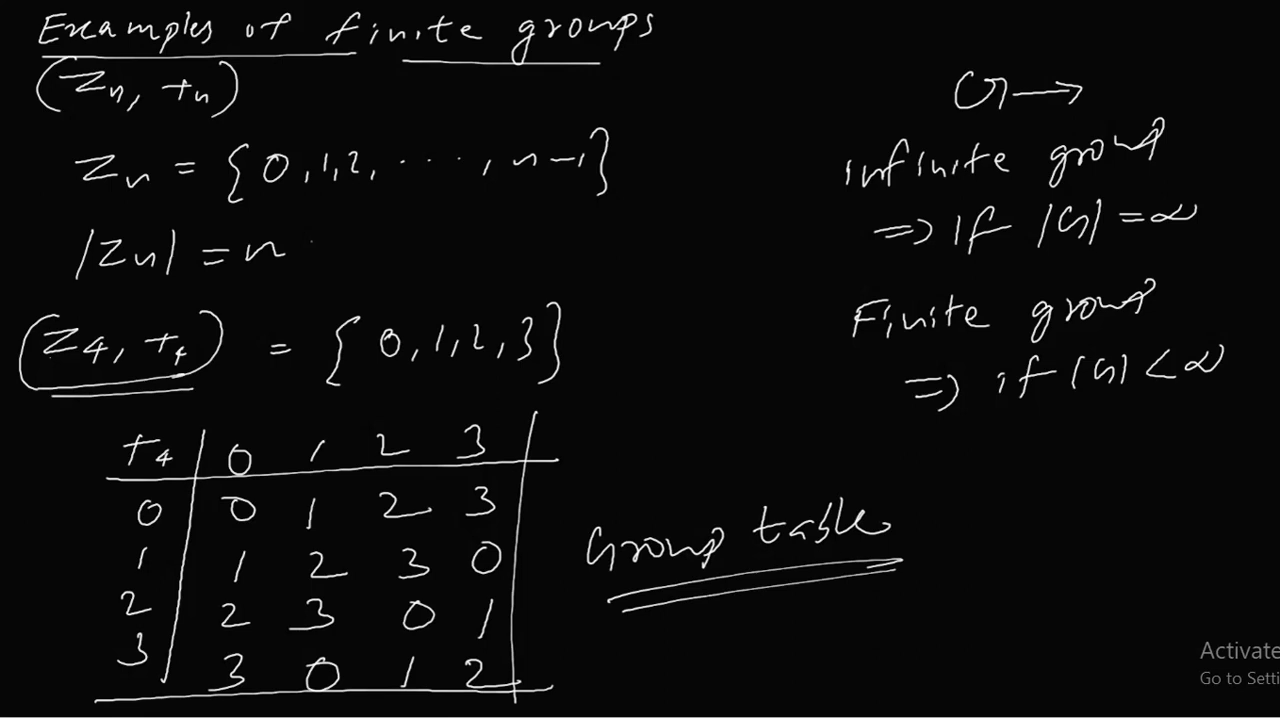 Examples of finite groups
(Zn, +n)
Zn = {0, 1, 2, ..., n-1}
|Zn| = n
(Z4, +4) = {0, 1, 2, 3}
+4 | 0 1 2 3
0 | 0 1 2 3
1 | 1 2 3 0
2 | 2 3 0 1
3 | 3 0 1 2
Group table
G →
infinite group
⇒ if |G| = ∞
Finite group
⇒ if |G| < ∞
Activate
Go to Setti